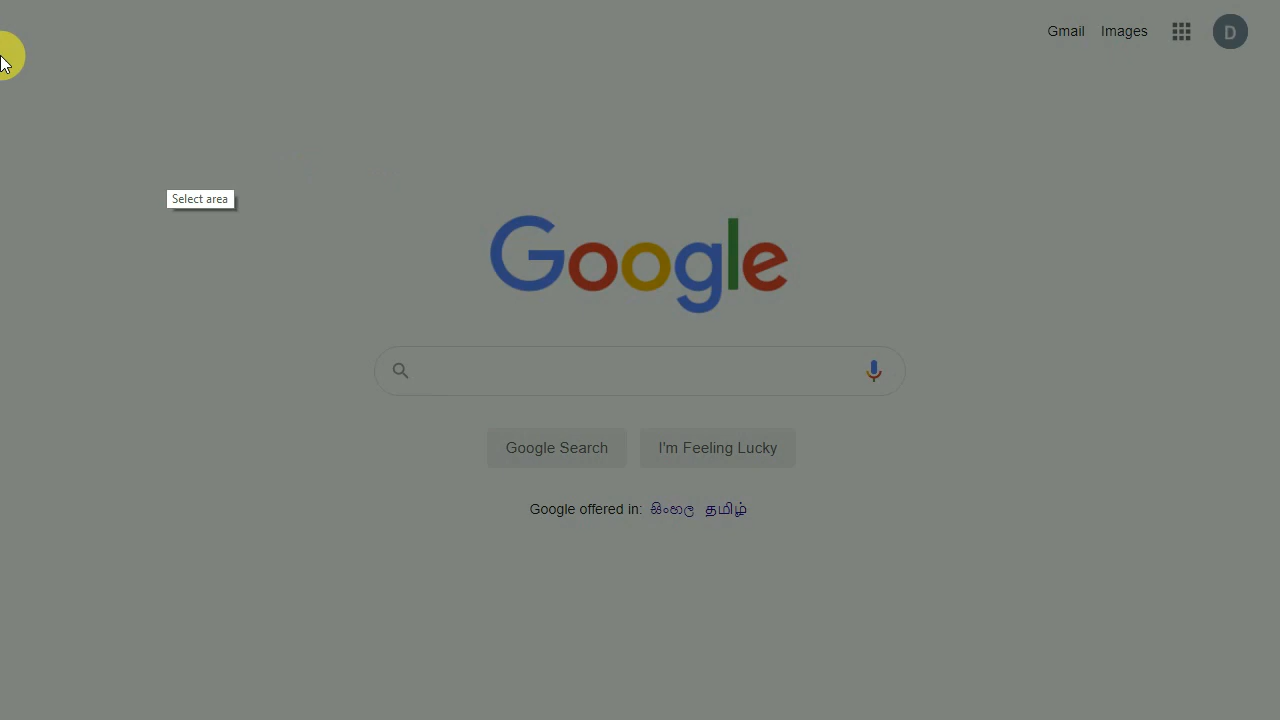 Gmail Images D
Select area
Google
Google Search I'm Feeling Lucky
Google offered in: සිංහල தமிழ்